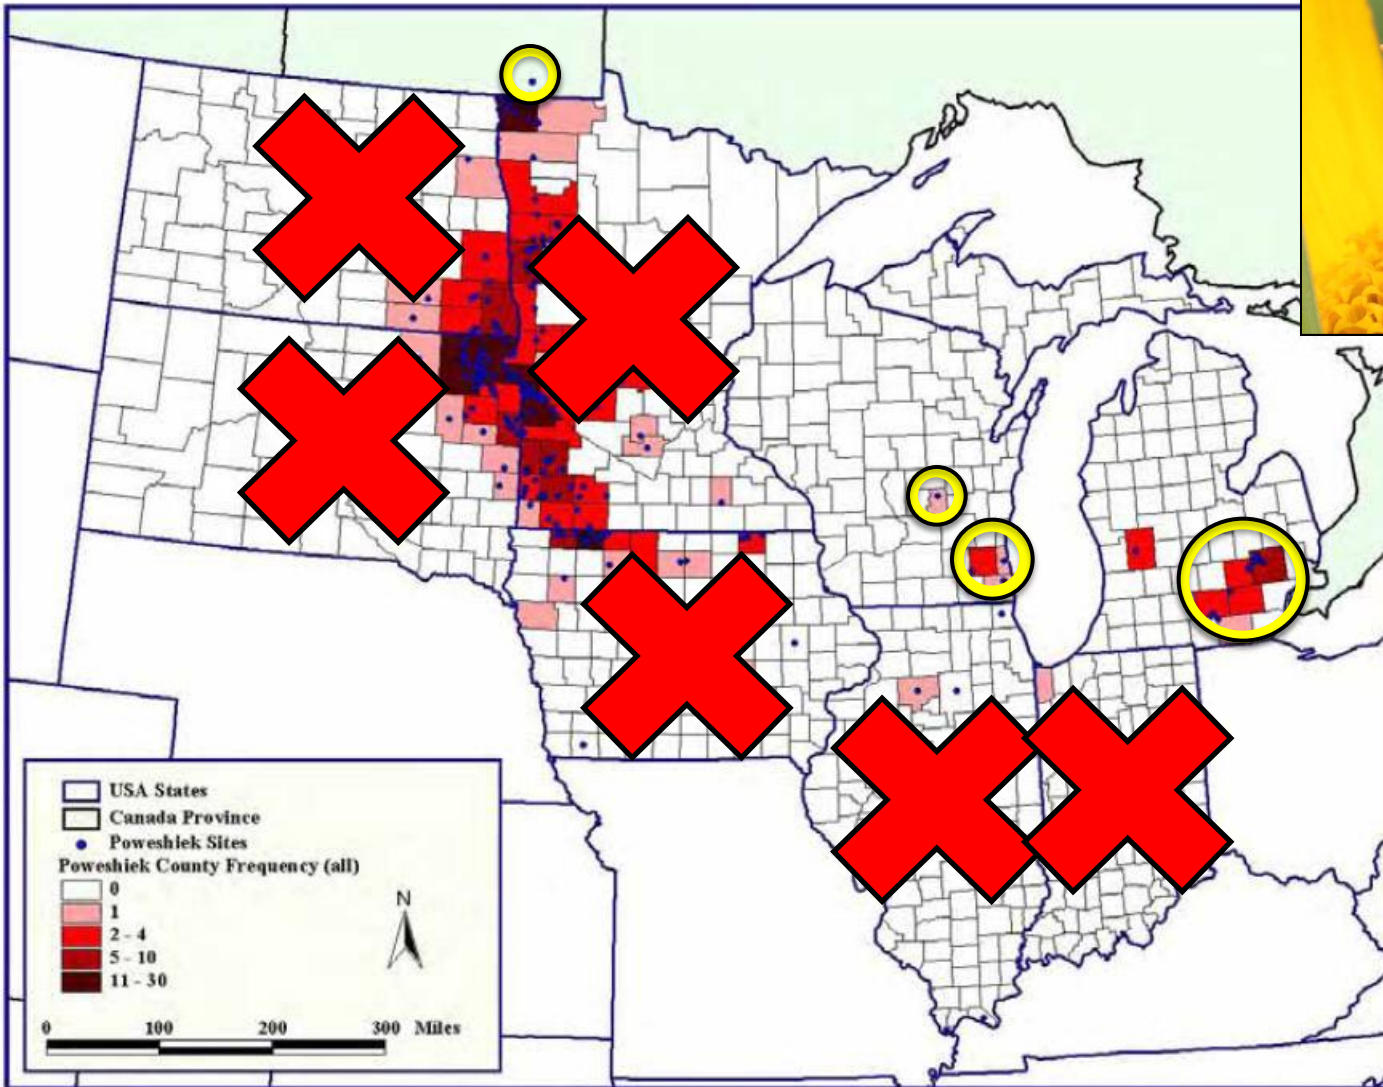 USA States
Canada Province
Poweshiek Sites
Poweshiek County Frequency (all)
0
1
2 - 4
5 - 10
11 - 30
N
0 100 200 300 Miles